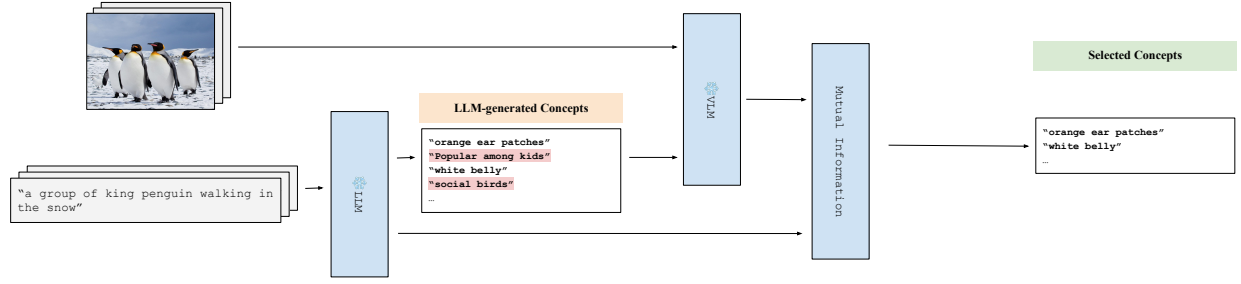 Selected Concepts
LLM-generated Concepts
VLM
Mutual Information
"orange ear patches"
"Popular among kids"
"white belly"
"social birds"
…
"orange ear patches"
"white belly"
…
"a group of king penguin walking in
the snow"
LLM